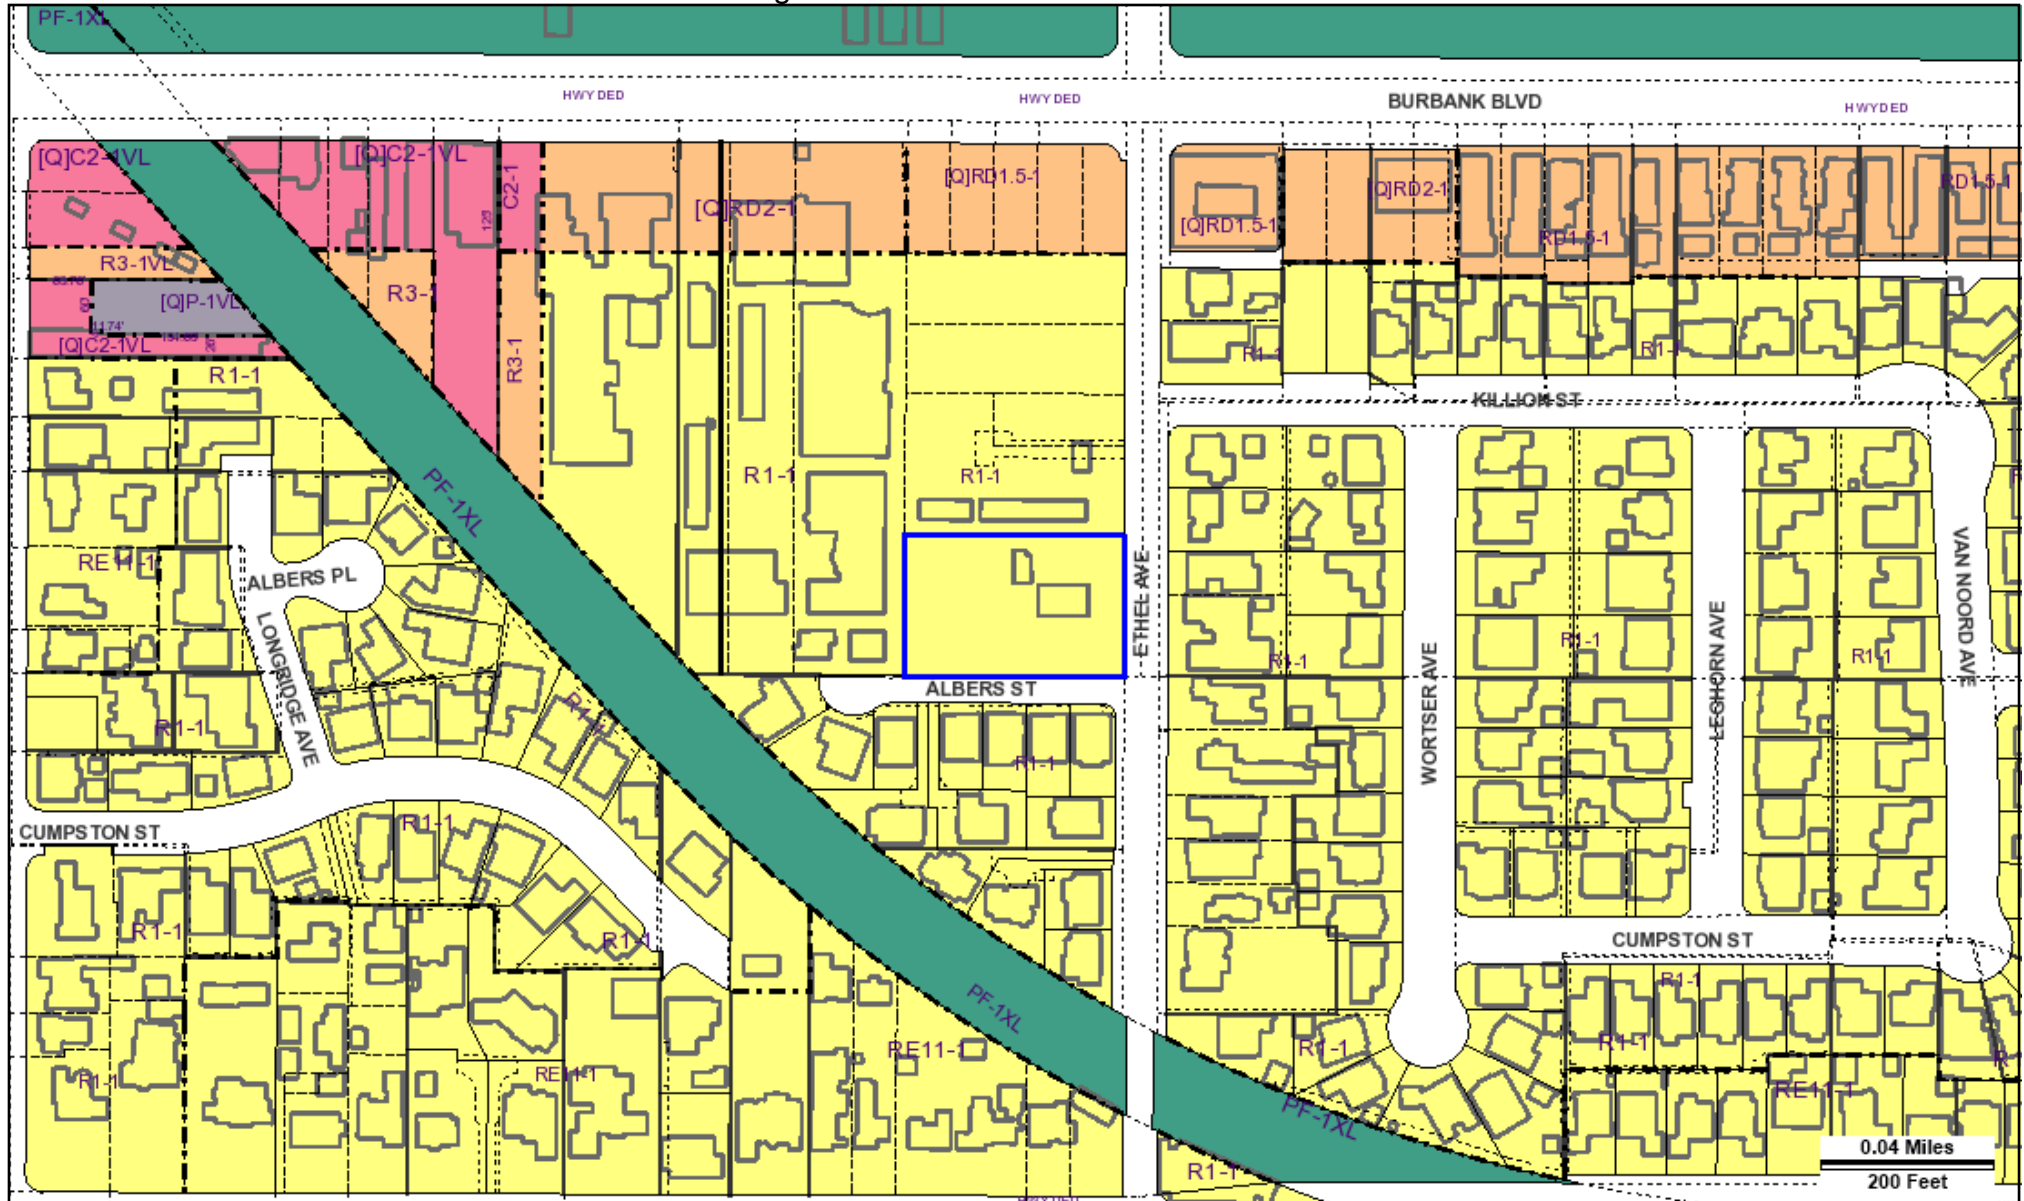 PF-1XL
HWY DED
HWY DED
BURBANK BLVD
HWYDED
[Q]C2-1VL
[Q]C2-1VL
C2-1
125'
[Q]RD2-1
[Q]RD1.5-1
[Q]RD1.5-1
[Q]RD2-1
RD1.5-1
RD1.5-1
R3-1VL
[Q]P-1VL
R3-1
60'
11.74'
[Q]C2-1VL
R1-1
R3-1
R1-1
R1-1
KILLION ST
PF-1XL
R1-1
R1-1
RE11-1
ALBERS PL
ETHEL AVE
VAN NOORD AVE
LONGRIDGE AVE
R1-1
R1-1
R1-1
LEGHORN AVE
WORTSER AVE
ALBERS ST
R1-1
R1-1
R1-1
CUMPSTON ST
R1-1
R1-1
R1-1
CUMPSTON ST
PF-1XL
R1-1
RE11-1
R1-1
R1-1
R1-1
RE11-1
RE11-1
PF-1XL
R1-1
0.04 Miles
200 Feet